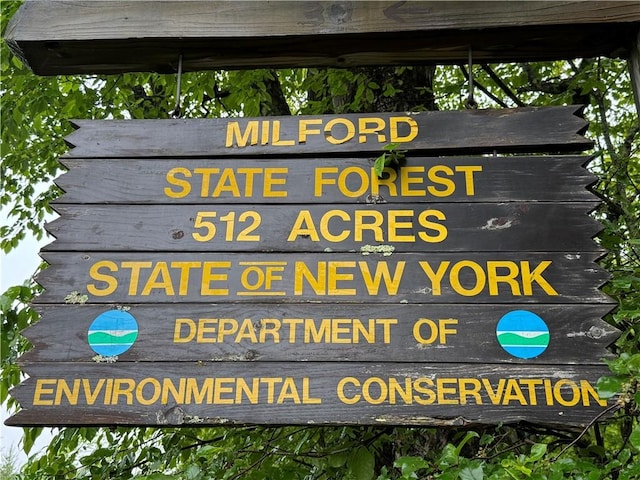 MILFORD
STATE FOREST
512 ACRES
STATE OF NEW YORK
DEPARTMENT OF
ENVIRONMENTAL CONSERVATION